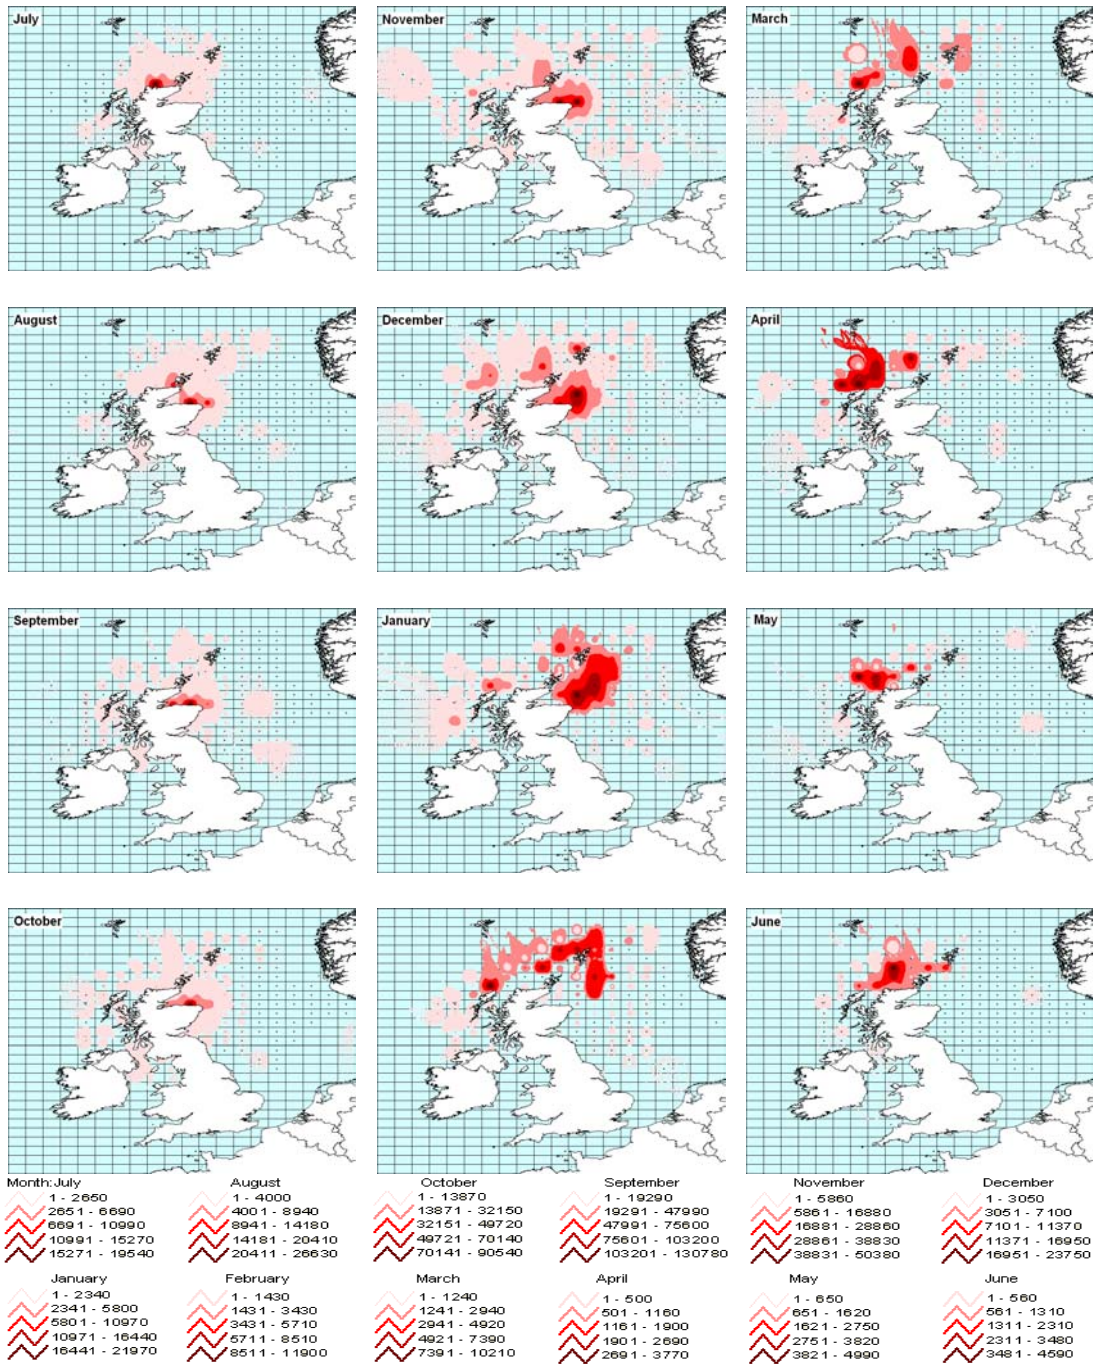 July
November
March
August
December
April
September
January
May
October
June
Month:July
1 - 2650
2651 - 6690
6691 - 10990
10991 - 15270
15271 - 19540
August
1 - 4000
4001 - 8940
8941 - 14180
14181 - 20410
20411 - 26630
October
1 - 13870
13871 - 32150
32151 - 49720
49721 - 70140
70141 - 90540
September
1 - 19290
19291 - 47990
47991 - 75600
75601 - 103200
103201 - 130780
November
1 - 5860
5861 - 16880
16881 - 28860
28861 - 38830
38831 - 50380
December
1 - 3050
3051 - 7100
7101 - 11370
11371 - 16950
16951 - 23750
January
1 - 2340
2341 - 5800
5801 - 10970
10971 - 16440
16441 - 21970
February
1 - 1430
1431 - 3430
3431 - 5710
5711 - 8510
8511 - 11900
March
1 - 1240
1241 - 2940
2941 - 4920
4921 - 7390
7391 - 10210
April
1 - 500
501 - 1160
1161 - 1900
1901 - 2690
2691 - 3770
May
1 - 650
651 - 1620
1621 - 2750
2751 - 3820
3821 - 4990
June
1 - 560
561 - 1310
1311 - 2310
2311 - 3480
3481 - 4590